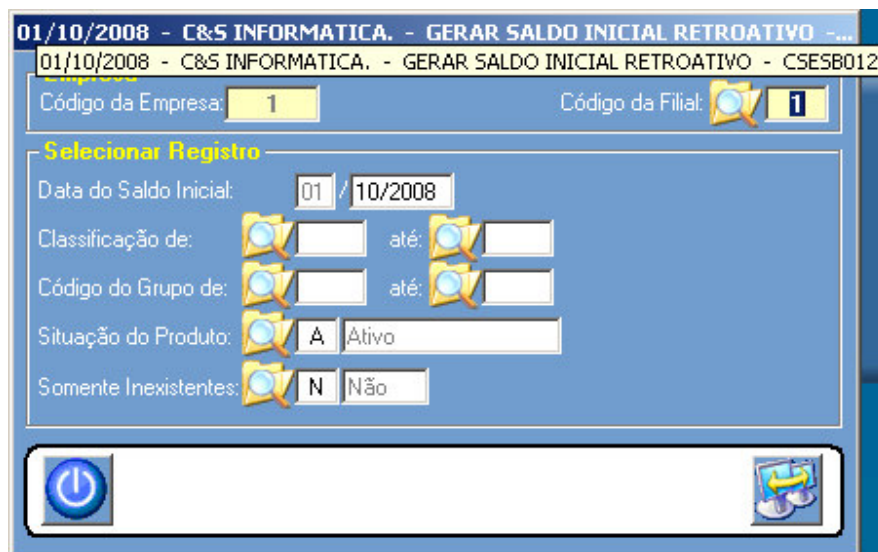 01/10/2008 - C&S INFORMATICA. - GERAR SALDO INICIAL RETROATIVO -...
01/10/2008 - C&S INFORMATICA. - GERAR SALDO INICIAL RETROATIVO - CSESB012
Empresa
Código da Empresa: 1 Código da Filial: 1
Selecionar Registro
Data do Saldo Inicial: 01 / 10/2008
Classificação de: até:
Código do Grupo de: até:
Situação do Produto: A Ativo
Somente Inexistentes: N Não